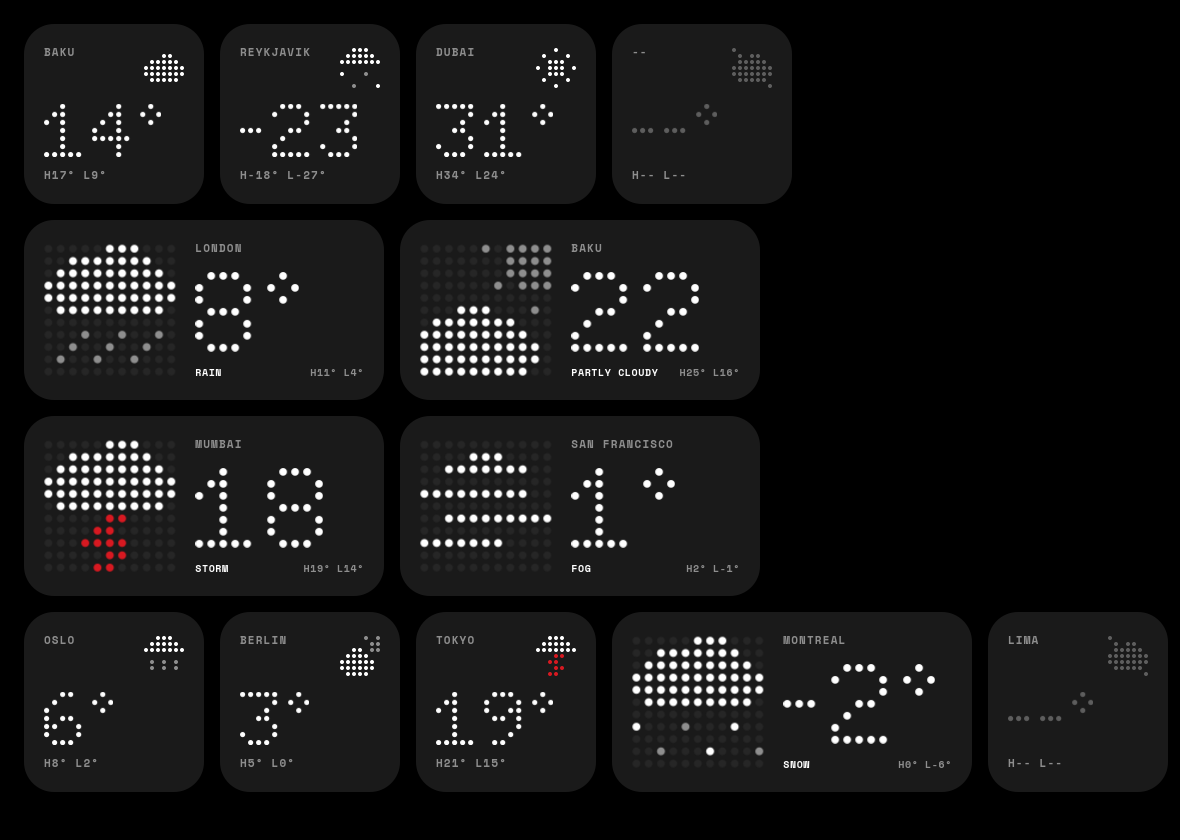 BAKU
14°
H17° L9°
REYKJAVIK
-23
H-18° L-27°
DUBAI
31°
H34° L24°
--
-- --°
H-- L--
LONDON
8°
RAIN H11° L4°
BAKU
22
PARTLY CLOUDY H25° L16°
MUMBAI
18
STORM H19° L14°
SAN FRANCISCO
1°
FOG H2° L-1°
OSLO
6°
H8° L2°
BERLIN
3°
H5° L0°
TOKYO
19°
H21° L15°
MONTREAL
-2°
SNOW H0° L-6°
LIMA
-- --°
H-- L--